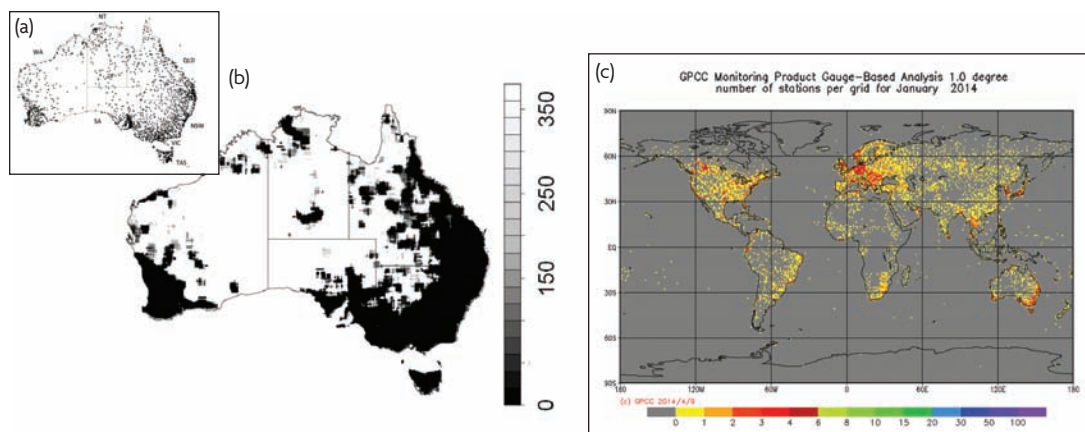 (a)
NT
WA
QLD
SA
NSW
VIC
TAS
(b)
350
250
150
0
(c)
GPCC Monitoring Product Gauge-Based Analysis 1.0 degree
number of stations per grid for January 2014
90N
60N
30N
EQ
30S
60S
90S
180 120W 60W 0 60E 120E 180
(c) GPCC 2014/4/9
0 1 2 3 4 6 8 10 15 20 30 50 100